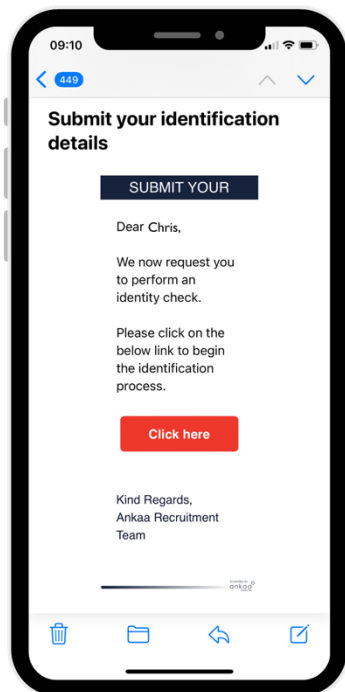 09:10
449
Submit your identification
details
SUBMIT YOUR
Dear Chris,
We now request you
to perform an
identity check.
Please click on the
below link to begin
the identification
process.
Click here
Kind Regards,
Ankaa Recruitment
Team
ankaa